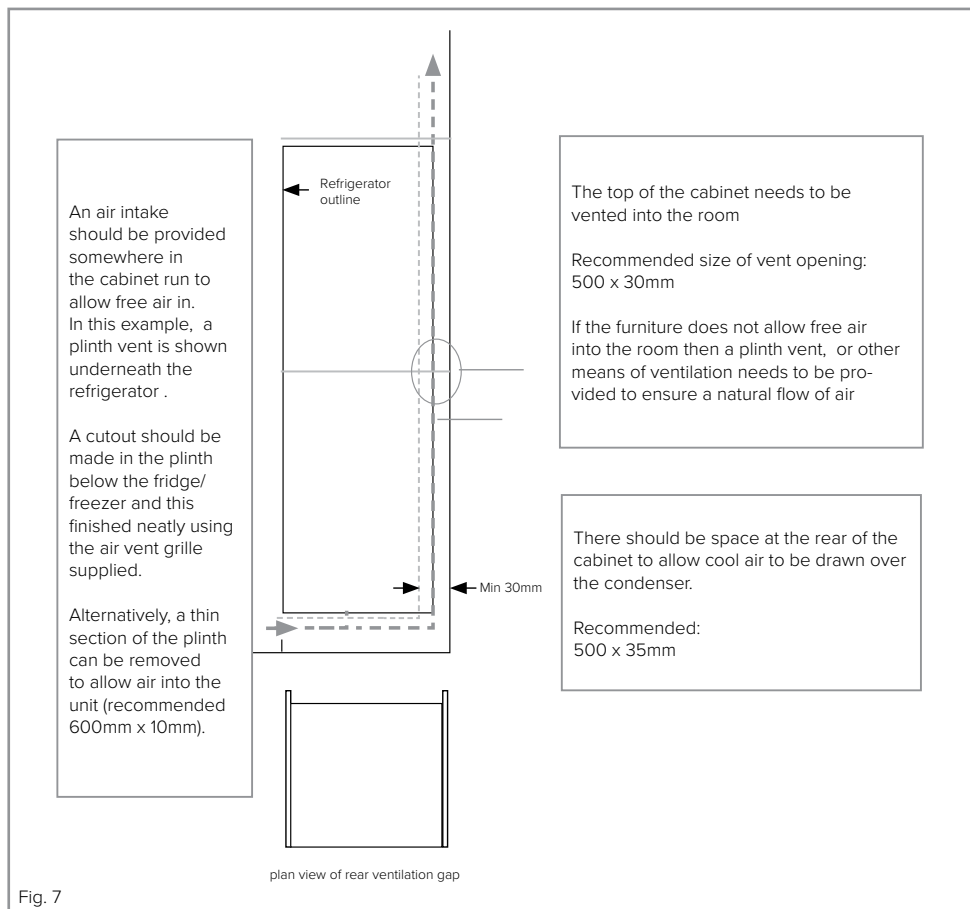 An air intake
should be provided
somewhere in
the cabinet run to
allow free air in.
In this example, a
plinth vent is shown
underneath the
refrigerator .
A cutout should be
made in the plinth
below the fridge/
freezer and this
finished neatly using
the air vent grille
supplied.
Alternatively, a thin
section of the plinth
can be removed
to allow air into the
unit (recommended
600mm x 10mm).
Refrigerator
outline
Min 30mm
plan view of rear ventilation gap
The top of the cabinet needs to be
vented into the room
Recommended size of vent opening:
500 x 30mm
If the furniture does not allow free air
into the room then a plinth vent, or other
means of ventilation needs to be pro-
vided to ensure a natural flow of air
There should be space at the rear of the
cabinet to allow cool air to be drawn over
the condenser.
Recommended:
500 x 35mm
Fig. 7